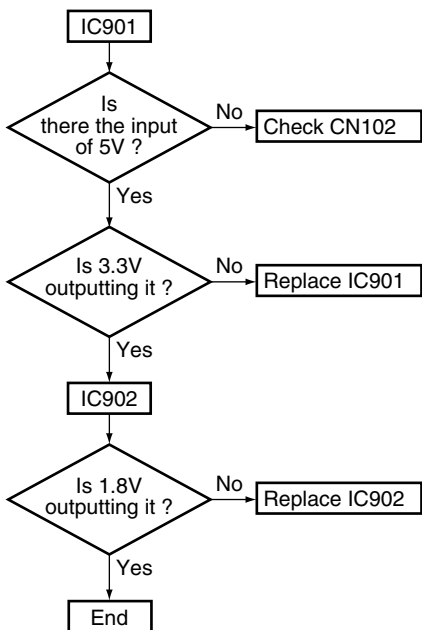 IC901
Is
there the input
of 5V ?
No
Check CN102
Yes
Is 3.3V
outputting it ?
No
Replace IC901
Yes
IC902
Is 1.8V
outputting it ?
No
Replace IC902
Yes
End